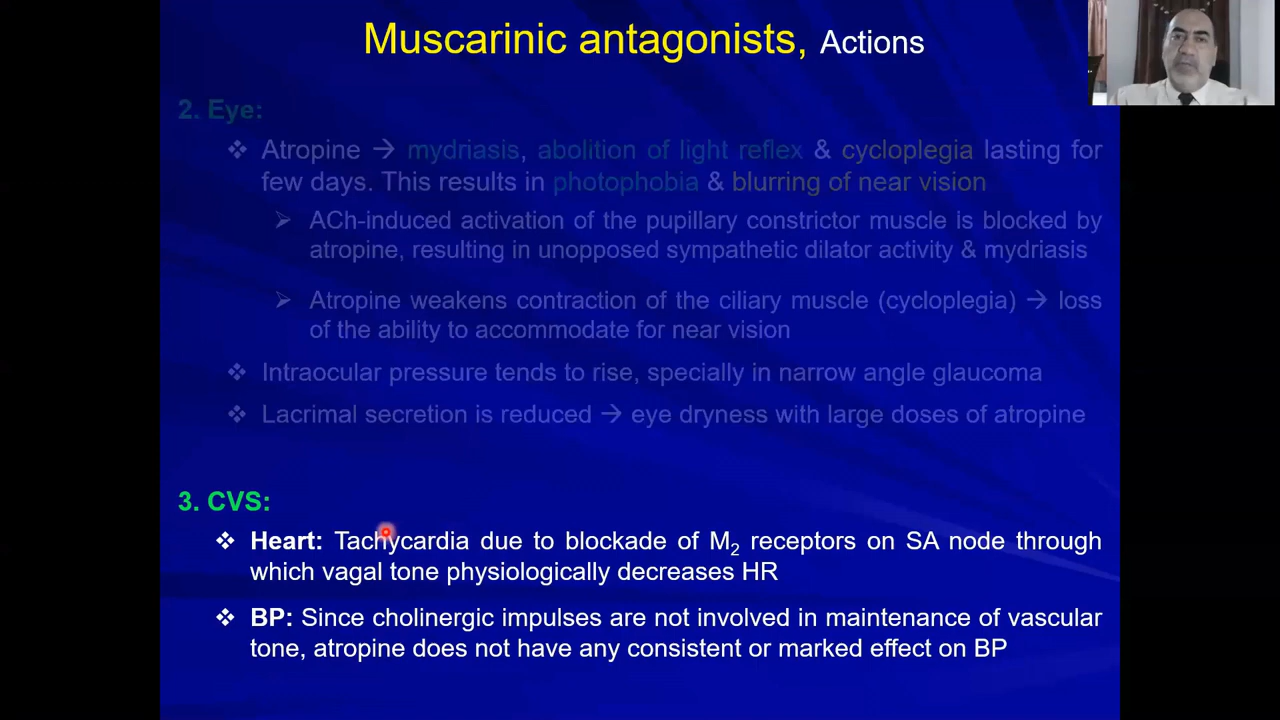 Muscarinic antagonists, Actions
2. Eye:
❖ Atropine → mydriasis, abolition of light reflex & cycloplegia lasting for
few days. This results in photophobia & blurring of near vision
➢ ACh-induced activation of the pupillary constrictor muscle is blocked by
atropine, resulting in unopposed sympathetic dilator activity & mydriasis
➢ Atropine weakens contraction of the ciliary muscle (cycloplegia) → loss
of the ability to accommodate for near vision
❖ Intraocular pressure tends to rise, specially in narrow angle glaucoma
❖ Lacrimal secretion is reduced → eye dryness with large doses of atropine
3. CVS:
❖ Heart: Tachycardia due to blockade of M₂ receptors on SA node through
which vagal tone physiologically decreases HR
❖ BP: Since cholinergic impulses are not involved in maintenance of vascular
tone, atropine does not have any consistent or marked effect on BP